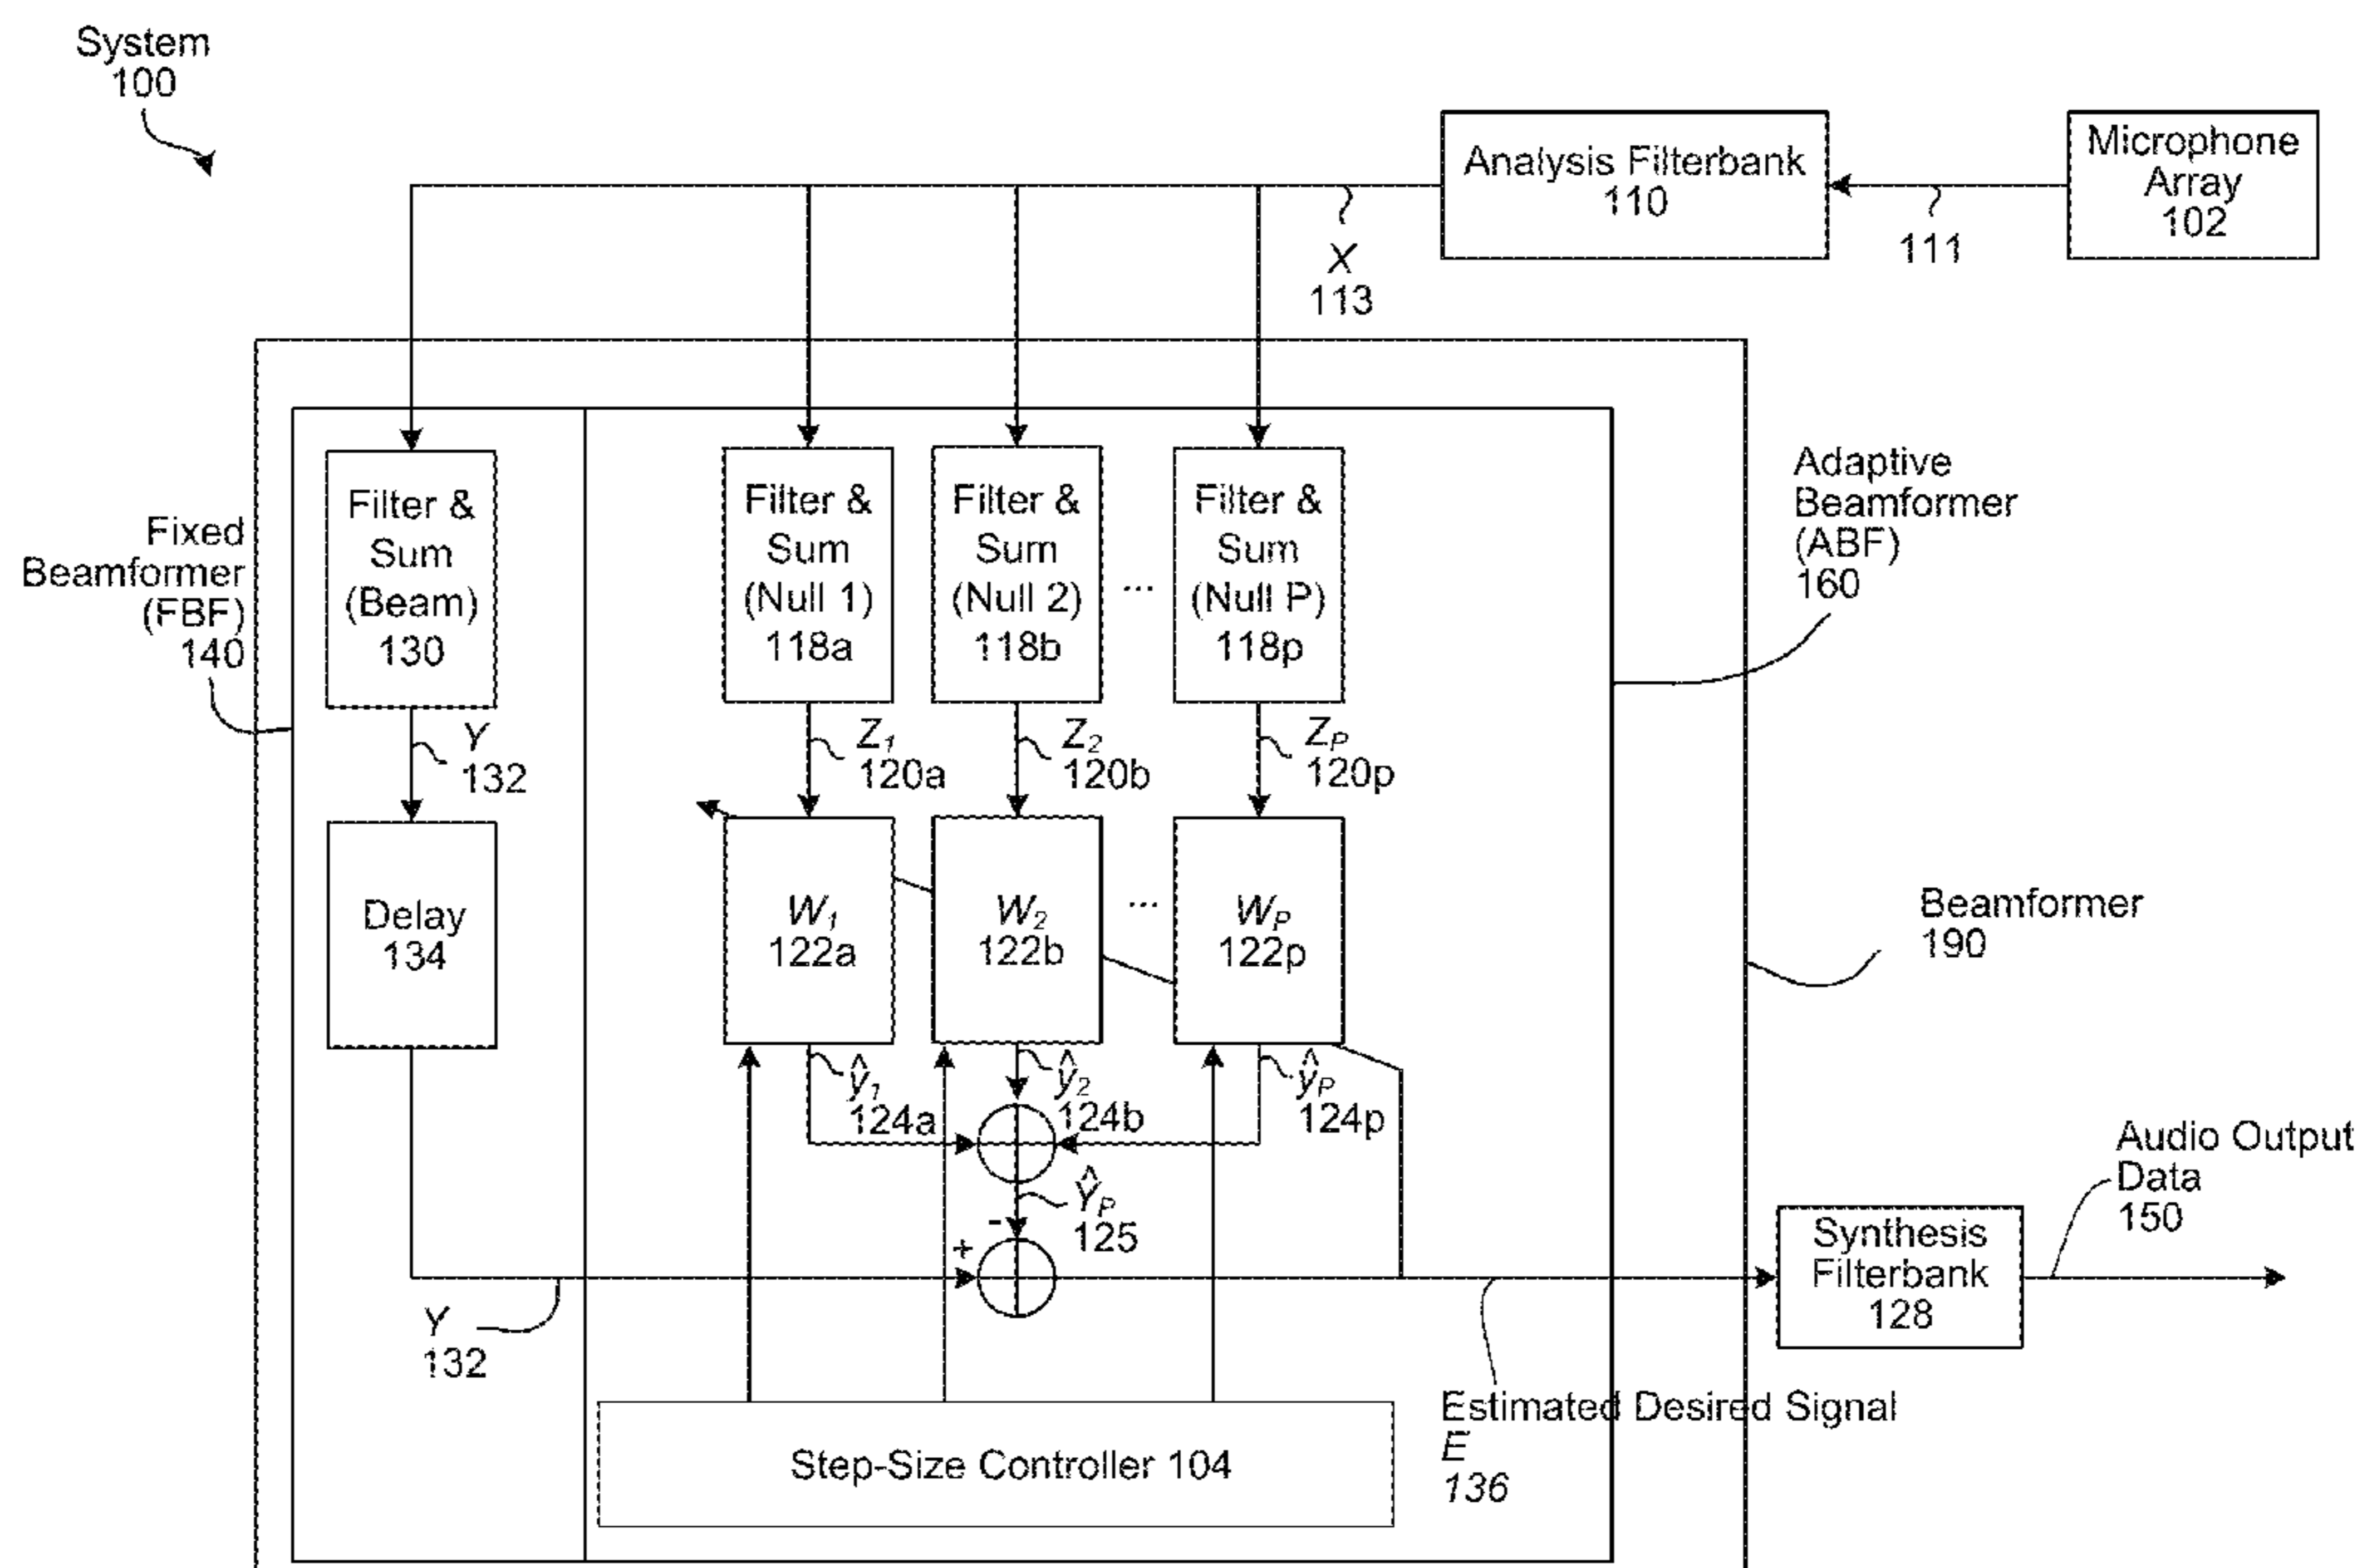 System
100
Analysis Filterbank
110
Microphone
Array
102
111
X
113
Fixed
Beamformer
(FBF)
140
Filter &
Sum
(Beam)
130
Filter &
Sum
(Null 1)
118a
Filter &
Sum
(Null 2)
118b
...
Filter &
Sum
(Null P)
118p
Adaptive
Beamformer
(ABF)
160
Y
132
Z1
120a
Z2
120b
ZP
120p
Delay
134
W1
122a
W2
122b
...
WP
122p
Beamformer
190
ŷ1
124a
ŷ2
124b
ŷP
124p
ŶP
125
-
+
Y
132
Audio Output
Data
150
Synthesis
Filterbank
128
Estimated Desired Signal
E
136
Step-Size Controller 104